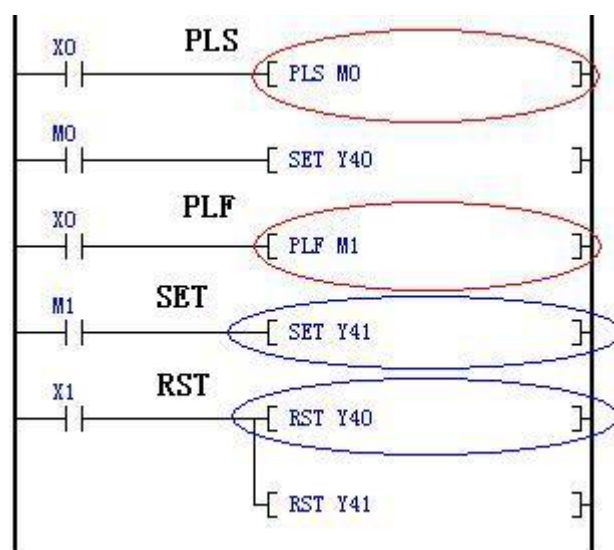 X0 PLS
PLS M0
M0
SET Y40
X0 PLF
PLF M1
M1 SET
SET Y41
X1 RST
RST Y40
RST Y41